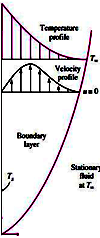 Temperature
profile
T∞
Velocity
profile
u = 0
Boundary
layer
Ts
Stationary
fluid
at T∞